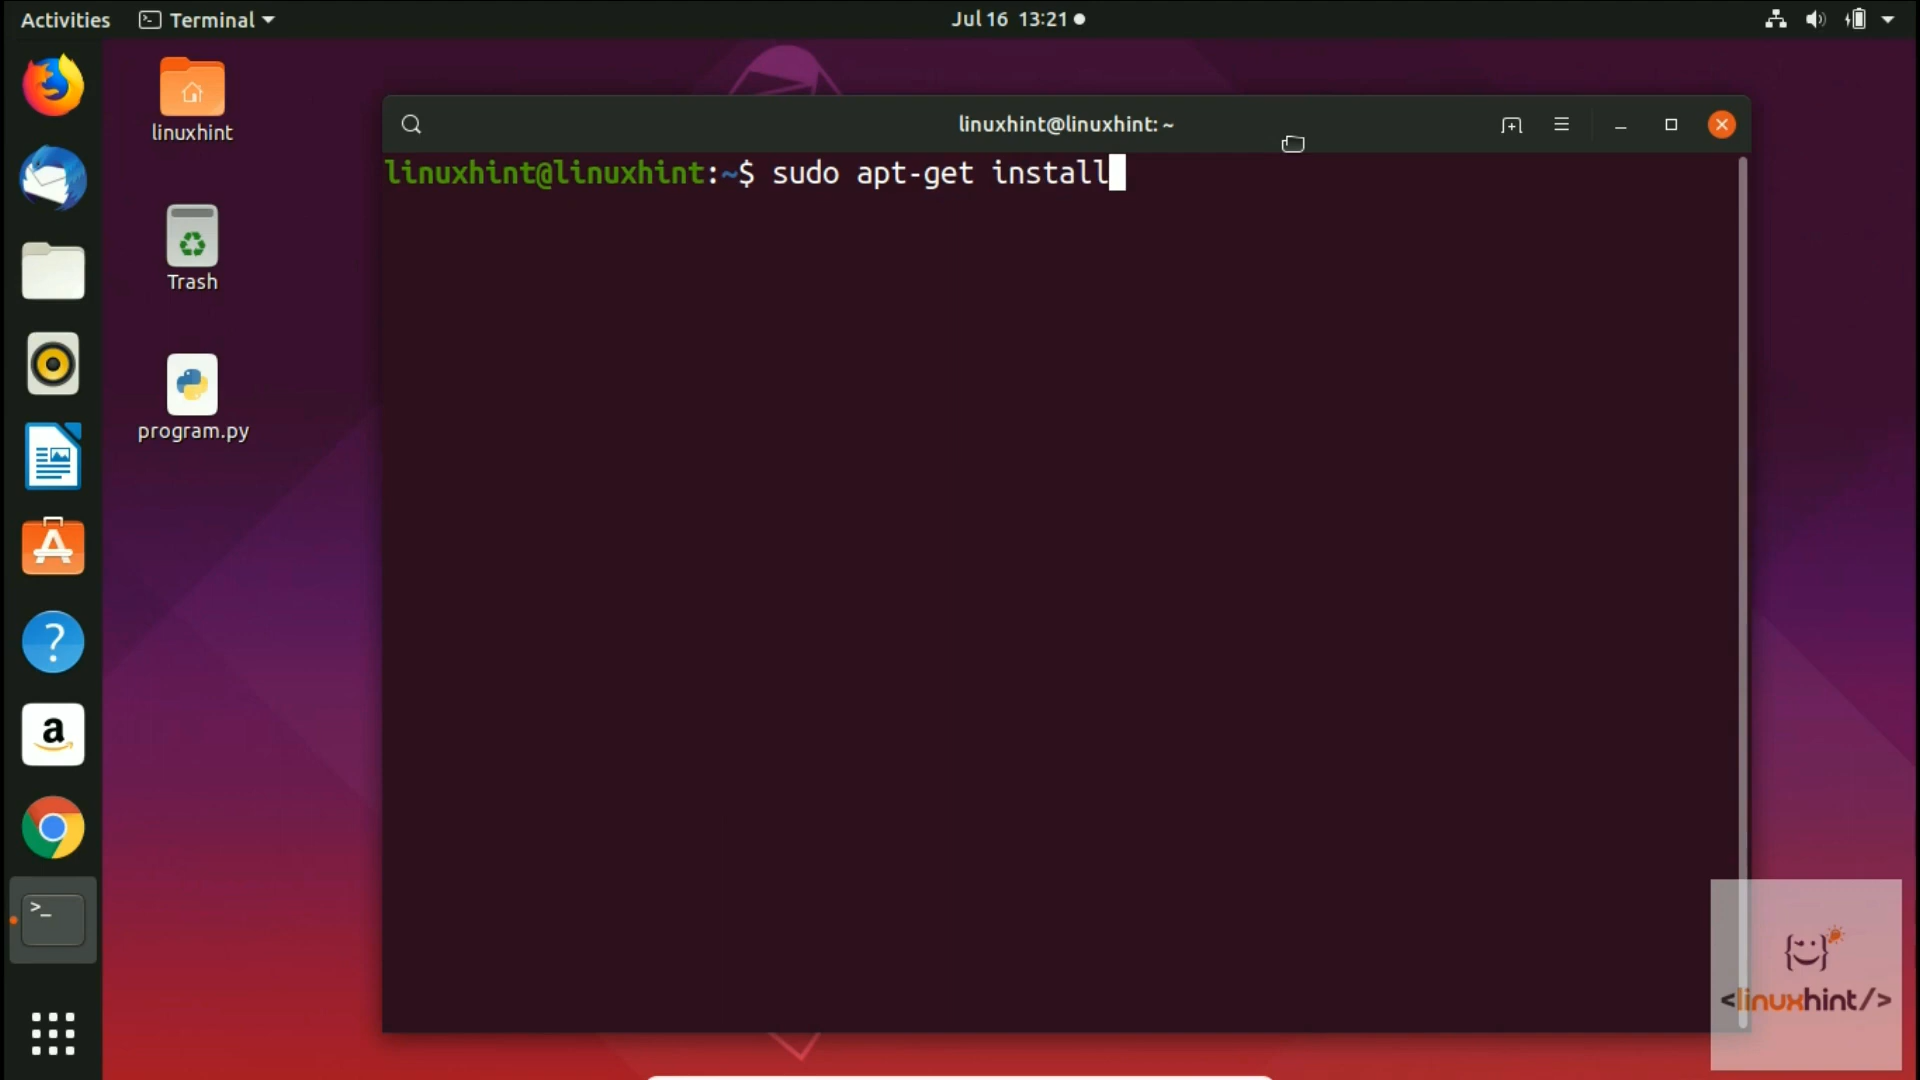 Activities Terminal Jul 16 13:21
linuxhint
linuxhint@linuxhint: ~
linuxhint@linuxhint:~$ sudo apt-get install
Trash
program.py
?
a
>_
{ }
<linuxhint/>